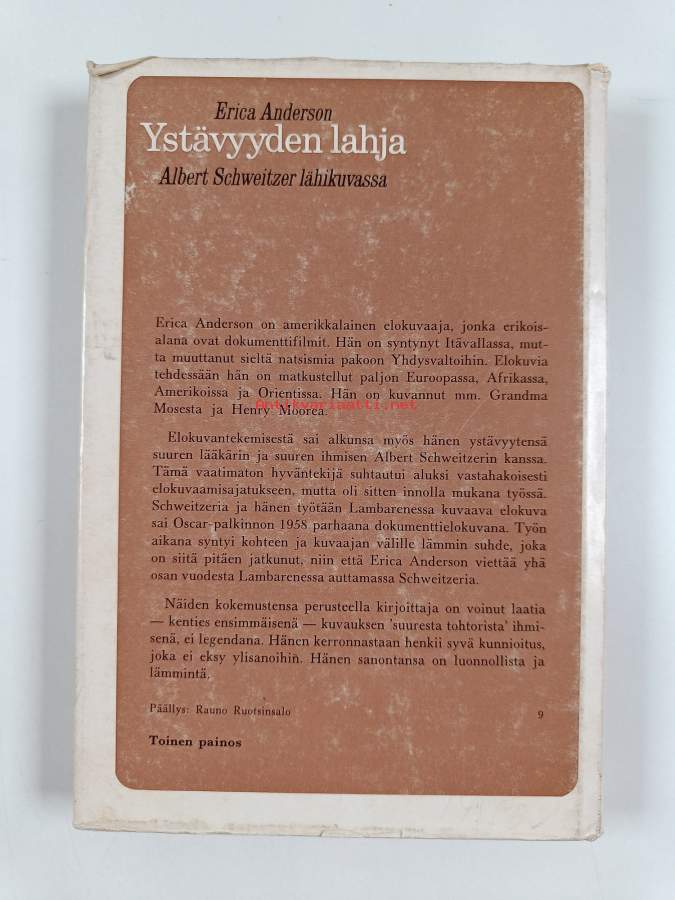 Erica Anderson
Ystävyyden lahja
Albert Schweitzer lähikuvassa
Erica Anderson on amerikkalainen elokuvaaja, jonka erikois-
alana ovat dokumenttifilmit. Hän on syntynyt Itävallassa, mut-
ta muuttanut sieltä natsismia pakoon Yhdysvaltoihin. Elokuvia
tehdessään hän on matkustellut paljon Euroopassa, Afrikassa,
Amerikoissa ja Orientissa. Hän on kuvannut mm. Grandma
Antikvariaatti.net
Mosesta ja Henry Moorea.
Elokuvantekemisestä sai alkunsa myös hänen ystävyytensä
suuren lääkärin ja suuren ihmisen Albert Schweitzerin kanssa.
Tämä vaatimaton hyväntekijä suhtautui aluksi vastahakoisesti
elokuvaamisajatukseen, mutta oli sitten innolla mukana työssä.
Schweitzeria ja hänen työtään Lambarenessa kuvaava elokuva
sai Oscar-palkinnon 1958 parhaana dokumenttielokuvana. Työn
aikana syntyi kohteen ja kuvaajan välille lämmin suhde, joka
on siitä pitäen jatkunut, niin että Erica Anderson viettää yhä
osan vuodesta Lambarenessa auttamassa Schweitzeria.
Näiden kokemustensa perusteella kirjoittaja on voinut laatia
— kenties ensimmäisenä — kuvauksen 'suuresta tohtorista' ihmi-
senä, ei legendana. Hänen kerronnastaan henkii syvä kunnioitus,
joka ei eksy ylisanoihin. Hänen sanontansa on luonnollista ja
lämmintä.
Päällys: Rauno Ruotsinsalo
9
Toinen painos